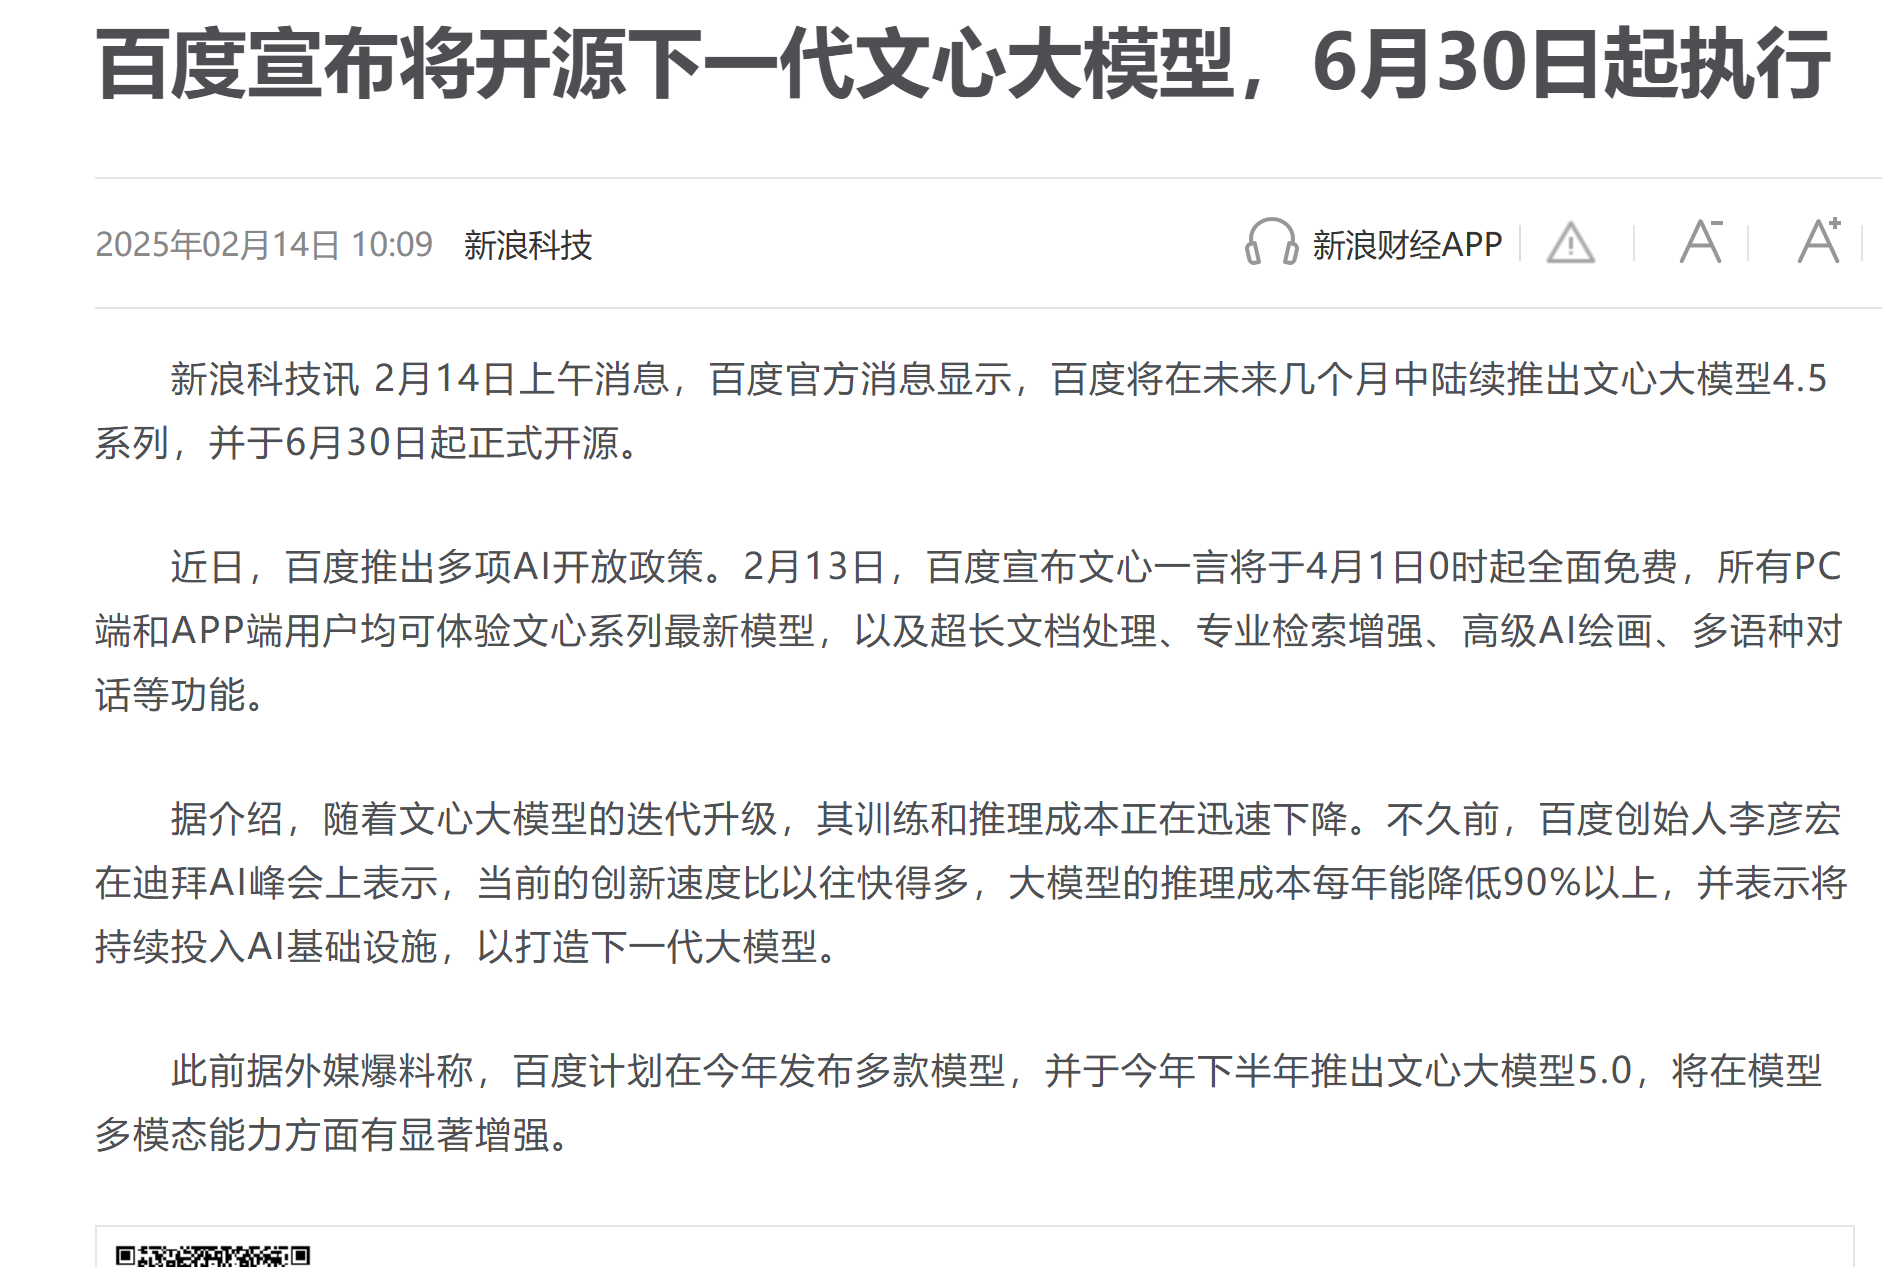 百度宣布将开源下一代文心大模型，6月30日起执行
2025年02月14日 10:09 新浪科技
新浪财经APP
A-
A+
新浪科技讯 2月14日上午消息，百度官方消息显示，百度将在未来几个月中陆续推出文心大模型4.5
系列，并于6月30日起正式开源。
近日，百度推出多项AI开放政策。2月13日，百度宣布文心一言将于4月1日0时起全面免费，所有PC
端和APP端用户均可体验文心系列最新模型，以及超长文档处理、专业检索增强、高级AI绘画、多语种对
话等功能。
据介绍，随着文心大模型的迭代升级，其训练和推理成本正在迅速下降。不久前，百度创始人李彦宏
在迪拜AI峰会上表示，当前的创新速度比以往快得多，大模型的推理成本每年能降低90%以上，并表示将
持续投入AI基础设施，以打造下一代大模型。
此前据外媒爆料称，百度计划在今年发布多款模型，并于今年下半年推出文心大模型5.0，将在模型
多模态能力方面有显著增强。